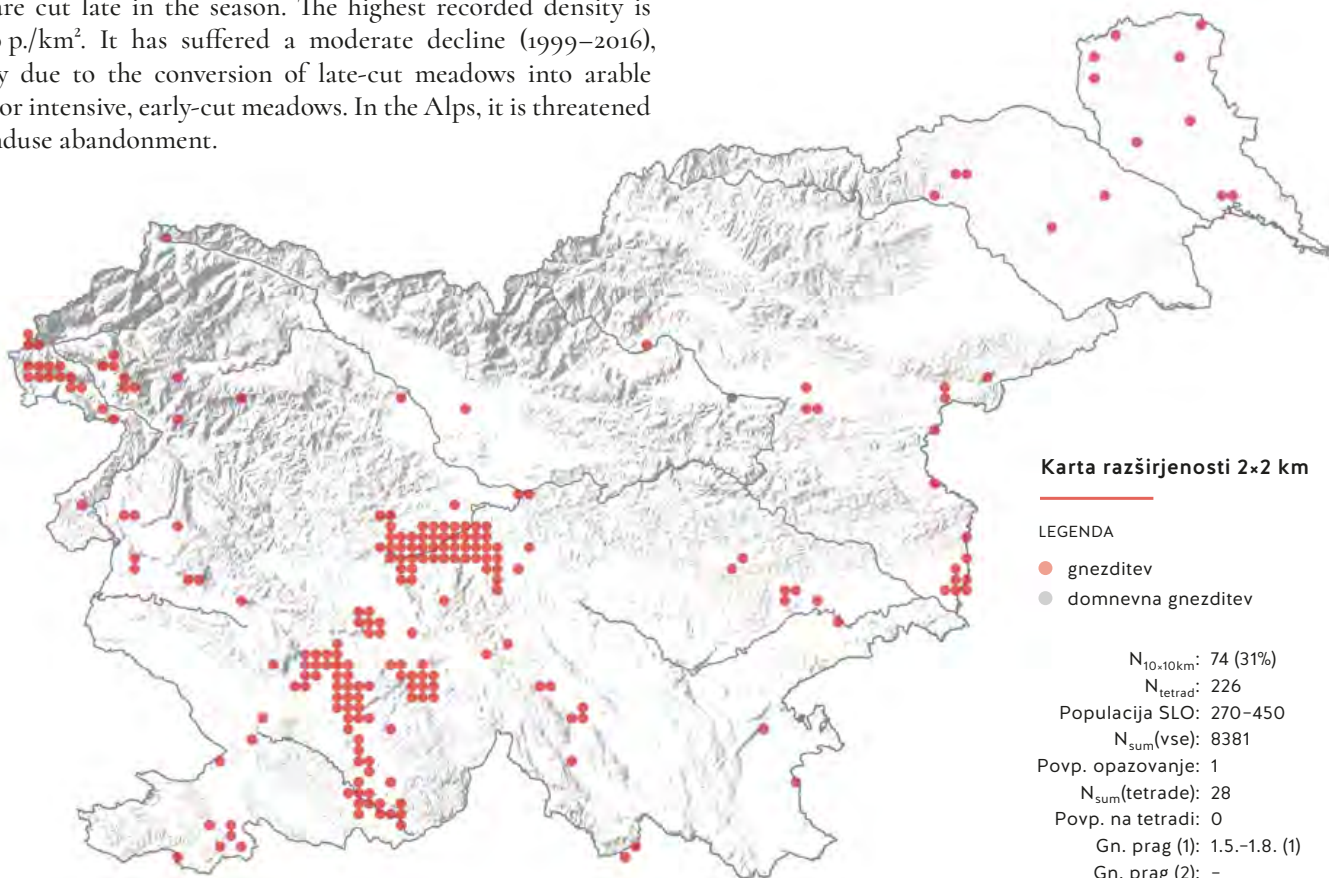 are cut late in the season. The highest recorded density is
p./km². It has suffered a moderate decline (1999–2016),
due to the conversion of late-cut meadows into arable
or intensive, early-cut meadows. In the Alps, it is threatened
abandonment.
Karta razširjenosti 2×2 km
LEGENDA
gnezditev
domnevna gnezditev
N10×10km: 74 (31%)
Ntetrad: 226
Populacija SLO: 270–450
Nsum(vse): 8381
Povp. opazovanje: 1
Nsum(tetrade): 28
Povp. na tetradi: 0
Gn. prag (1): 1.5.–1.8. (1)
Gn. prag (2): –